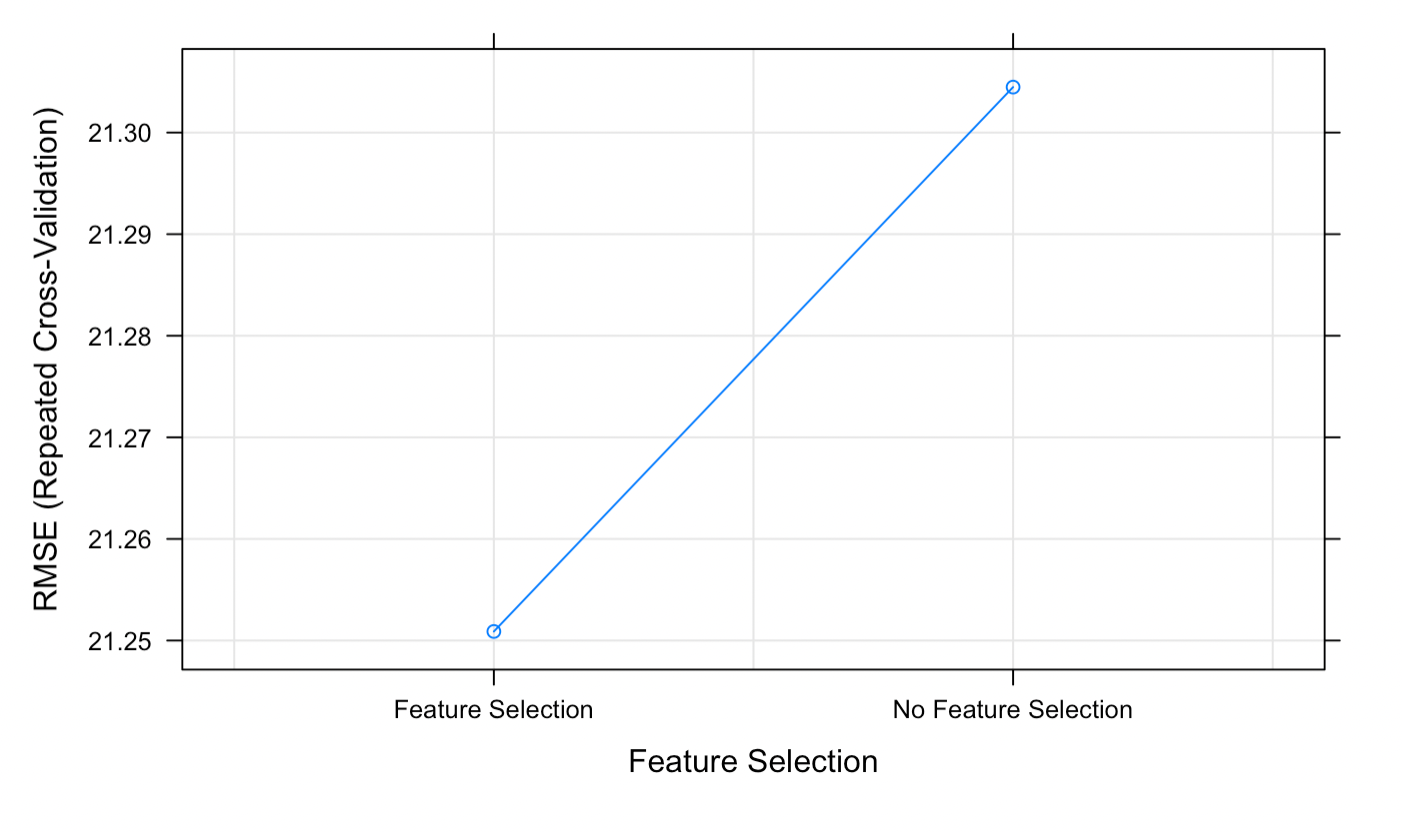 RMSE (Repeated Cross-Validation)
21.30
21.29
21.28
21.27
21.26
21.25
Feature Selection
No Feature Selection
Feature Selection